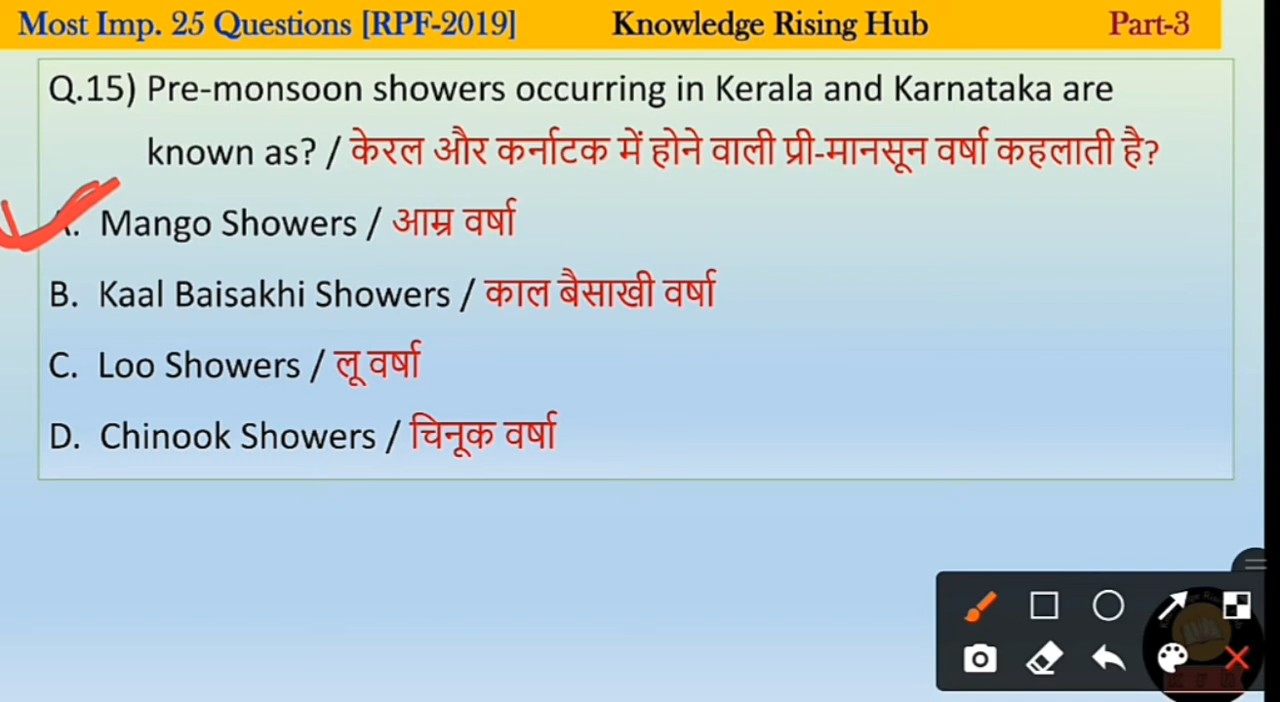 Most Imp. 25 Questions [RPF-2019] Knowledge Rising Hub Part-3
Q.15) Pre-monsoon showers occurring in Kerala and Karnataka are
known as? / केरल और कर्नाटक में होने वाली प्री-मानसून वर्षा कहलाती है?
A. Mango Showers / आम्र वर्षा
B. Kaal Baisakhi Showers / काल बैसाखी वर्षा
C. Loo Showers / लू वर्षा
D. Chinook Showers / चिनूक वर्षा